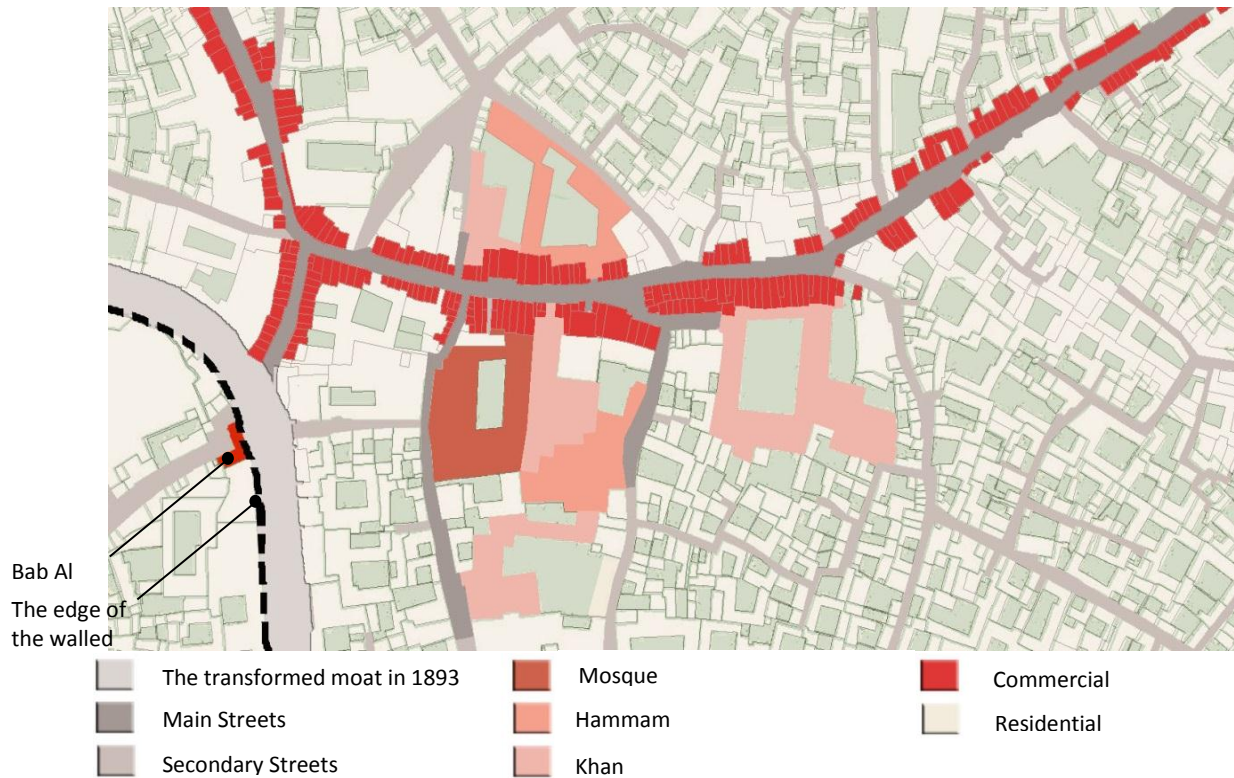 Bab Al
The edge of
the walled
The transformed moat in 1893
Main Streets
Secondary Streets
Mosque
Hammam
Khan
Commercial
Residential